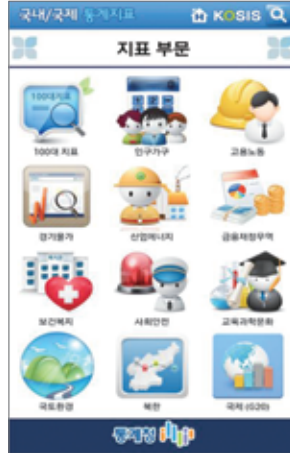 국내/국제 통계지표 KOSIS
지표 부문
100대지표
100대 지표 인구가구 고용노동
경기물가 산업에너지 금융재정무역
보건복지 사회안전 교육과학문화
국토환경 북한 국제 (G20)
통계청